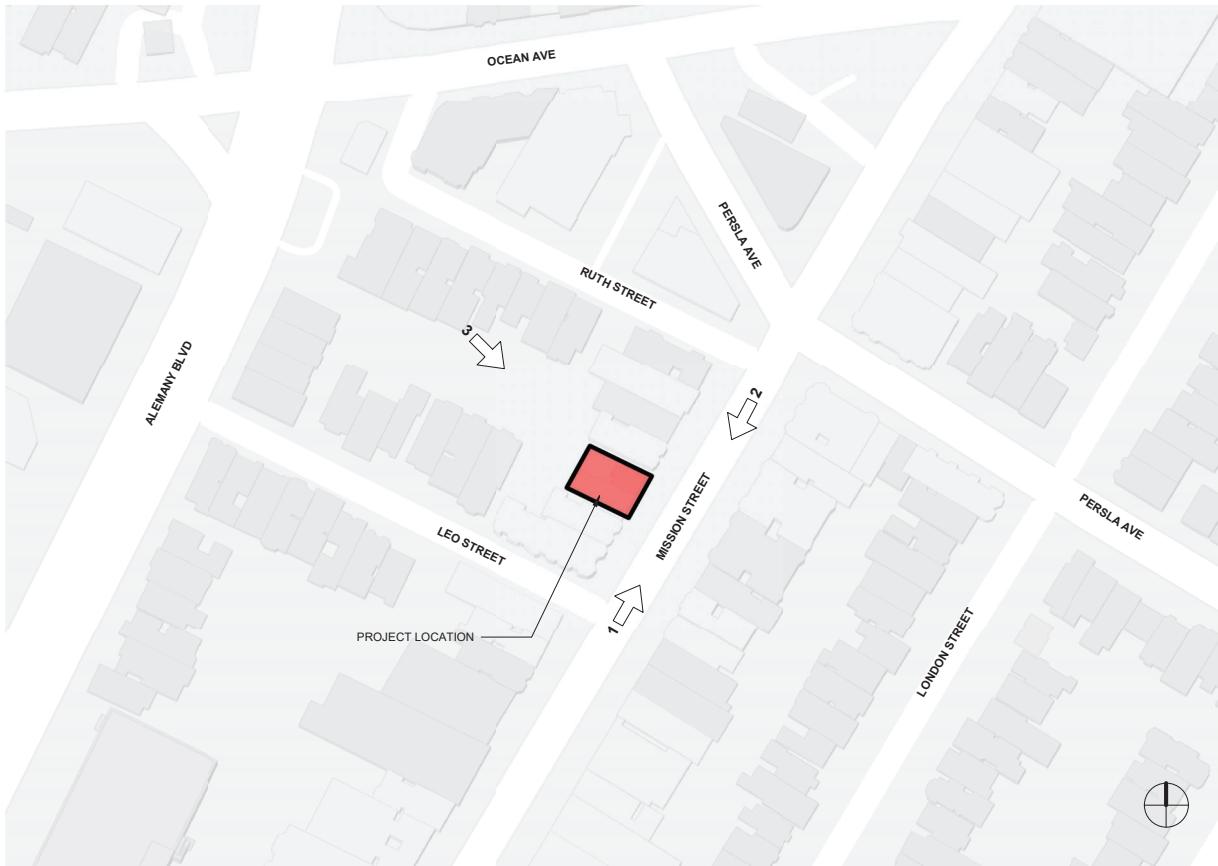 OCEAN AVE
PERSLA AVE
RUTH STREET
3
ALEMANY BLVD
2
MISSION STREET
PERSLA AVE
LEO STREET
1
PROJECT LOCATION
LONDON STREET